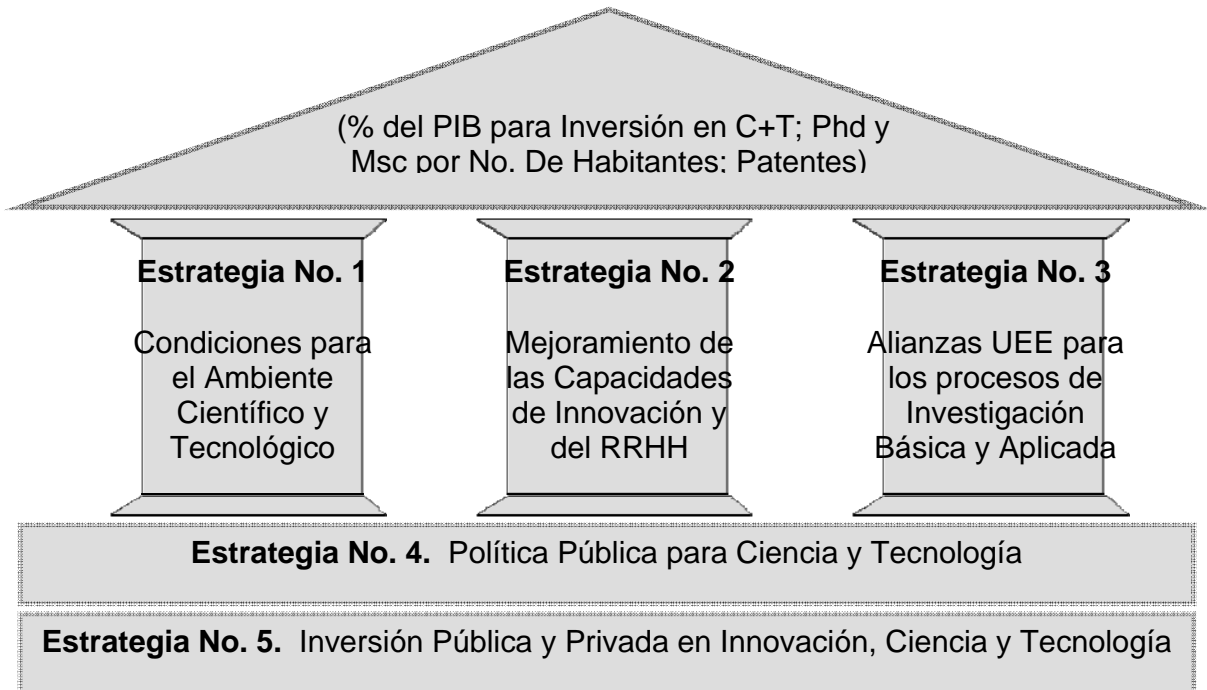 (% del PIB para Inversión en C+T; Phd y
Msc por No. De Habitantes; Patentes)
Estrategia No. 1
Condiciones para
el Ambiente
Científico y
Tecnológico
Estrategia No. 2
Mejoramiento de
las Capacidades
de Innovación y
del RRHH
Estrategia No. 3
Alianzas UEE para
los procesos de
Investigación
Básica y Aplicada
Estrategia No. 4. Política Pública para Ciencia y Tecnología
Estrategia No. 5. Inversión Pública y Privada en Innovación, Ciencia y Tecnología